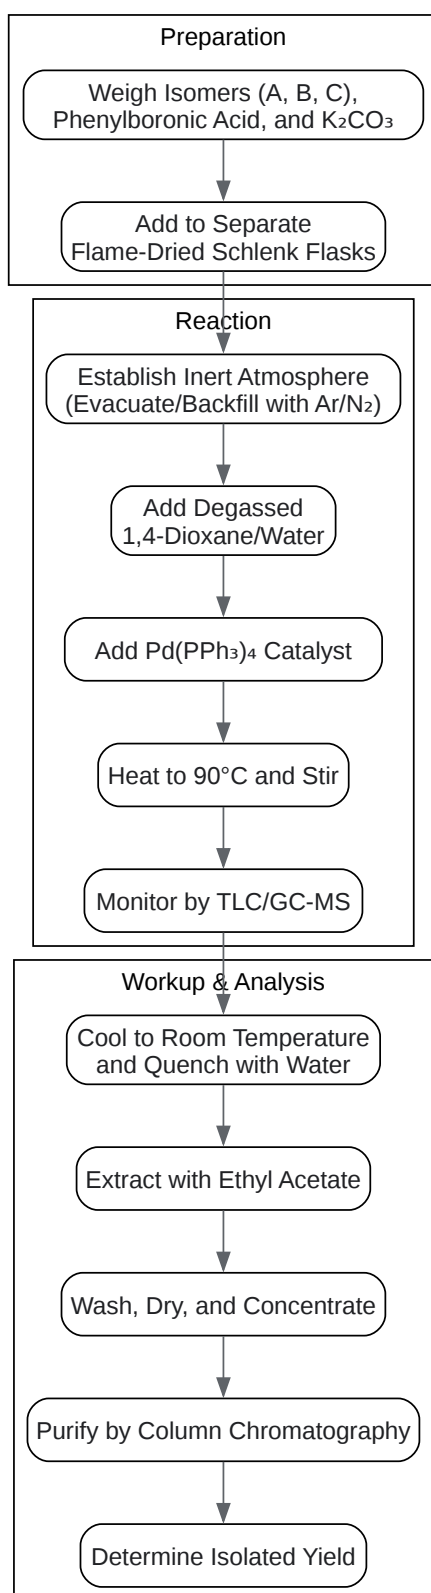 Preparation
Weigh Isomers (A, B, C),
Phenylboronic Acid, and K₂CO₃
Add to Separate
Flame-Dried Schlenk Flasks
Reaction
Establish Inert Atmosphere
(Evacuate/Backfill with Ar/N₂)
Add Degassed
1,4-Dioxane/Water
Add Pd(PPh₃)₄ Catalyst
Heat to 90°C and Stir
Monitor by TLC/GC-MS
Workup & Analysis
Cool to Room Temperature
and Quench with Water
Extract with Ethyl Acetate
Wash, Dry, and Concentrate
Purify by Column Chromatography
Determine Isolated Yield